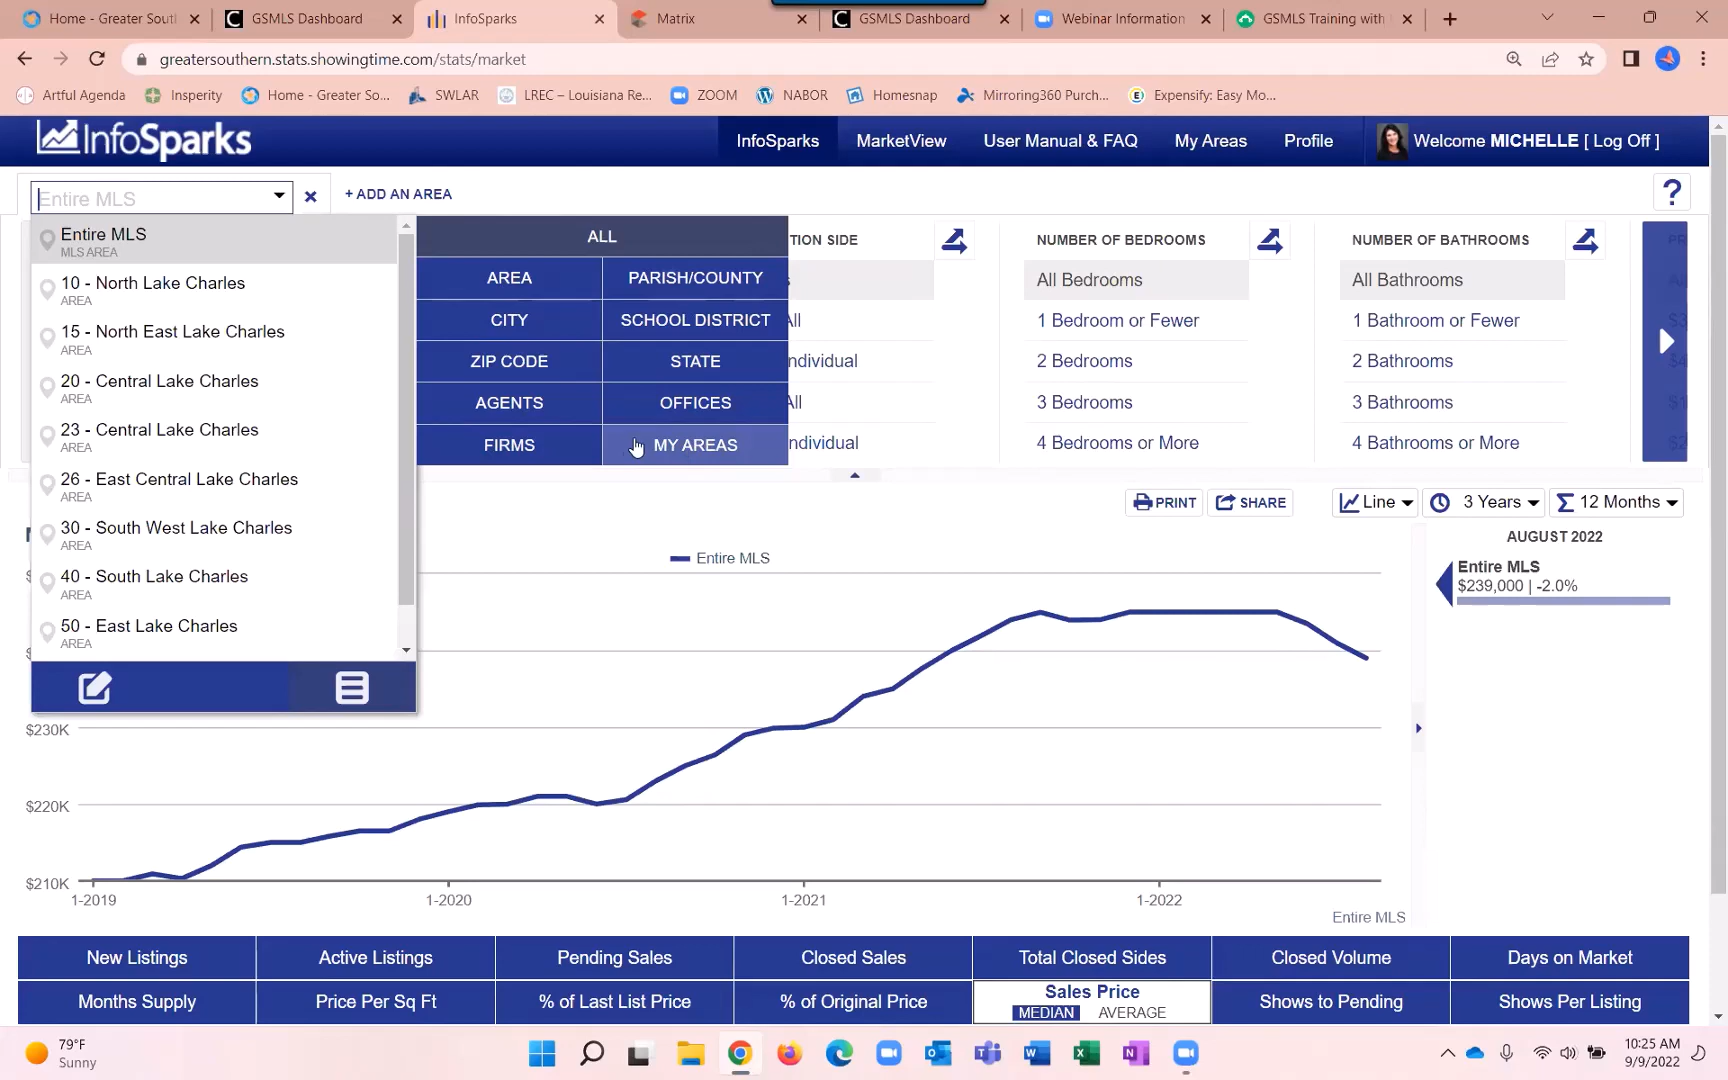 Home - Greater Sout
GSMLS Dashboard
InfoSparks
Matrix
GSMLS Dashboard
Webinar Information
GSMLS Training with
greatersouthern.stats.showingtime.com/stats/market
Artful Agenda
Insperity
Home - Greater So...
SWLAR
LREC – Louisiana Re...
ZOOM
NABOR
Homesnap
Mirroring360 Purch...
Expensify: Easy Mo...
InfoSparks
InfoSparks
MarketView
User Manual & FAQ
My Areas
Profile
Welcome MICHELLE [ Log Off ]
Entire MLS
+ ADD AN AREA
?
Entire MLS
MLS AREA
10 - North Lake Charles
AREA
15 - North East Lake Charles
AREA
20 - Central Lake Charles
AREA
23 - Central Lake Charles
AREA
26 - East Central Lake Charles
AREA
30 - South West Lake Charles
AREA
40 - South Lake Charles
AREA
50 - East Lake Charles
AREA
ALL
AREA
PARISH/COUNTY
CITY
SCHOOL DISTRICT
ZIP CODE
STATE
AGENTS
OFFICES
FIRMS
MY AREAS
TION SIDE
All
ndividual
All
ndividual
NUMBER OF BEDROOMS
All Bedrooms
1 Bedroom or Fewer
2 Bedrooms
3 Bedrooms
4 Bedrooms or More
NUMBER OF BATHROOMS
All Bathrooms
1 Bathroom or Fewer
2 Bathrooms
3 Bathrooms
4 Bathrooms or More
PRINT
SHARE
Line
3 Years
12 Months
Entire MLS
AUGUST 2022
Entire MLS
$239,000 | -2.0%
$230K
$220K
$210K
1-2019
1-2020
1-2021
1-2022
Entire MLS
New Listings
Active Listings
Pending Sales
Closed Sales
Total Closed Sides
Closed Volume
Days on Market
Months Supply
Price Per Sq Ft
% of Last List Price
% of Original Price
Sales Price
MEDIAN AVERAGE
Shows to Pending
Shows Per Listing
79°F
Sunny
10:25 AM
9/9/2022